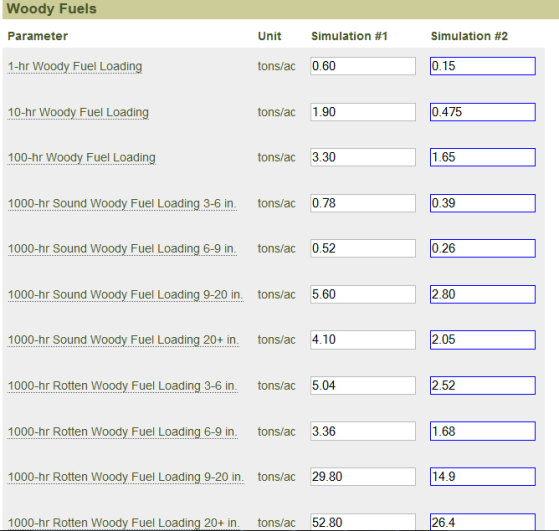 Woody Fuels
Parameter Unit Simulation #1 Simulation #2
1-hr Woody Fuel Loading tons/ac 0.60 0.15
10-hr Woody Fuel Loading tons/ac 1.90 0.475
100-hr Woody Fuel Loading tons/ac 3.30 1.65
1000-hr Sound Woody Fuel Loading 3-6 in. tons/ac 0.78 0.39
1000-hr Sound Woody Fuel Loading 6-9 in. tons/ac 0.52 0.26
1000-hr Sound Woody Fuel Loading 9-20 in. tons/ac 5.60 2.80
1000-hr Sound Woody Fuel Loading 20+ in. tons/ac 4.10 2.05
1000-hr Rotten Woody Fuel Loading 3-6 in. tons/ac 5.04 2.52
1000-hr Rotten Woody Fuel Loading 6-9 in. tons/ac 3.36 1.68
1000-hr Rotten Woody Fuel Loading 9-20 in. tons/ac 29.80 14.9
1000-hr Rotten Woody Fuel Loading 20+ in. tons/ac 52.80 26.4